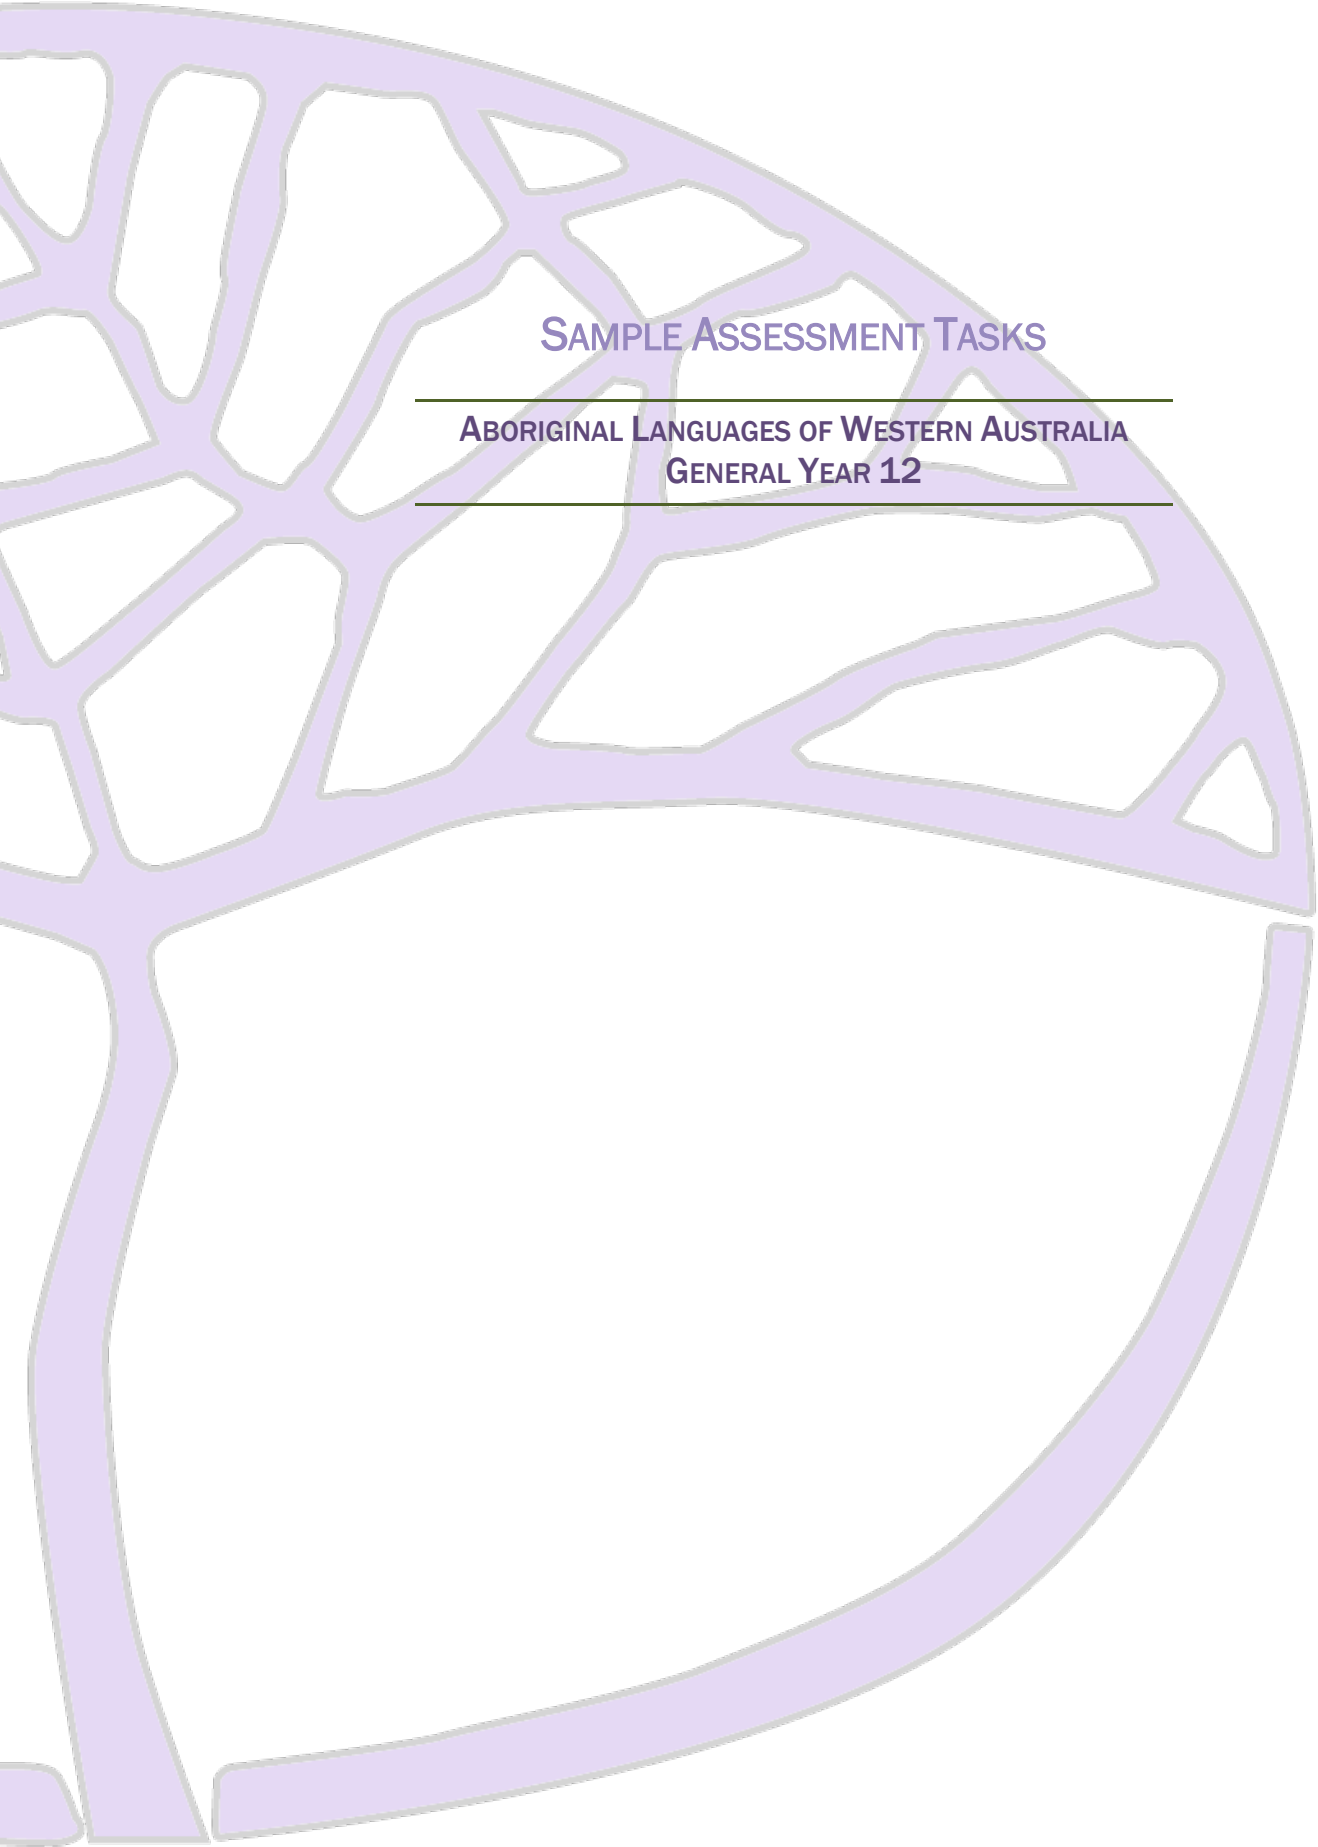 SAMPLE ASSESSMENT TASKS
ABORIGINAL LANGUAGES OF WESTERN AUSTRALIA
GENERAL YEAR 12